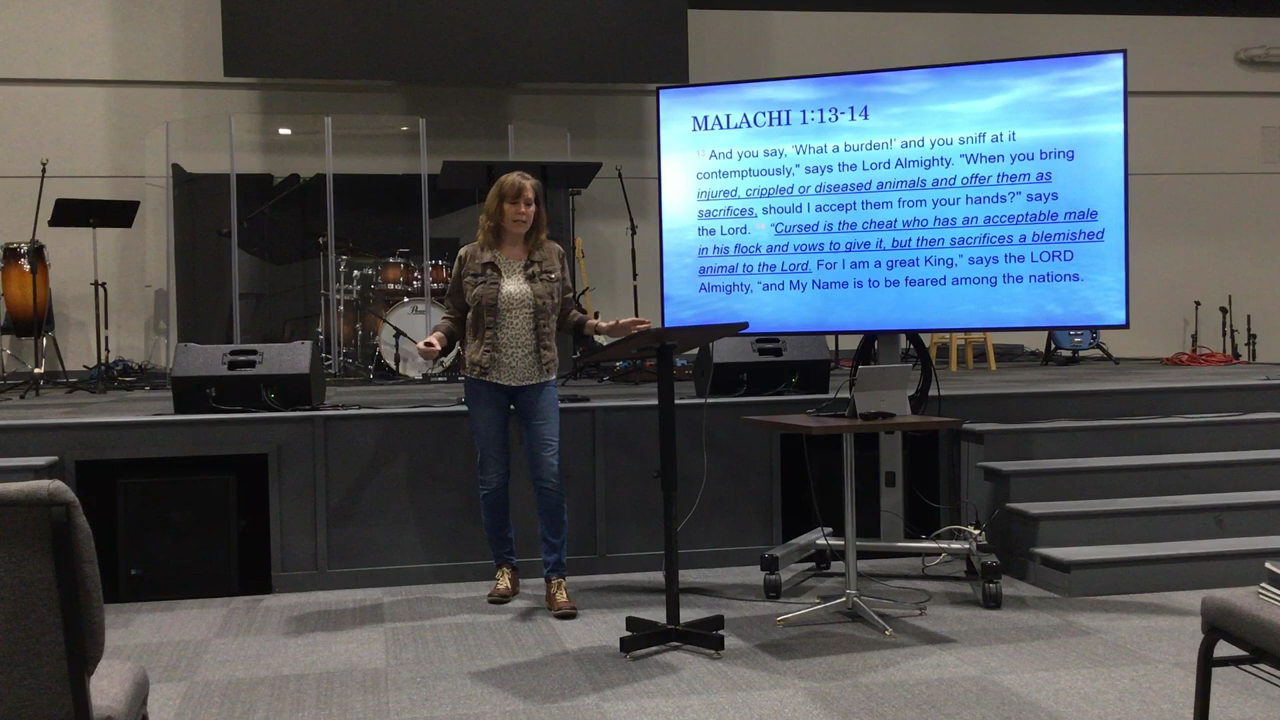 MALACHI 1:13-14
13 And you say, 'What a burden!' and you sniff at it
contemptuously," says the Lord Almighty. "When you bring
injured, crippled or diseased animals and offer them as
sacrifices, should I accept them from your hands?" says
the Lord. "Cursed is the cheat who has an acceptable male
in his flock and vows to give it, but then sacrifices a blemished
animal to the Lord. For I am a great King," says the LORD
Almighty, "and My Name is to be feared among the nations.